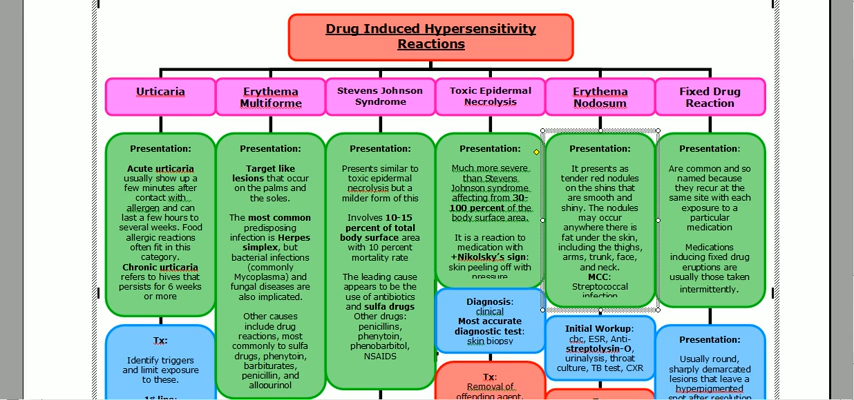 Drug Induced Hypersensitivity
Reactions
Urticaria
Erythema
Multiforme
Stevens Johnson
Syndrome
Toxic Epidermal
Necrolysis
Erythema
Nodosum
Fixed Drug
Reaction
Presentation:
Acute urticaria
usually show up a
few minutes after
contact with
allergen and can
last a few hours to
several weeks. Food
allergic reactions
often fit in this
category.
Chronic urticaria
refers to hives that
persists for 6 weeks
or more
Tx:
Identify triggers
and limit exposure
to these.
1st line:
Presentation:
Target like
lesions that occur
on the palms and
the soles.
The most common
predisposing
infection is Herpes
simplex, but
bacterial infections
(commonly
Mycoplasma) and
fungal diseases are
also implicated.
Other causes
include drug
reactions, most
commonly to sulfa
drugs, phenytoin,
barbiturates,
penicillin, and
allopurinol
Presentation:
Presents similar to
toxic epidermal
necrolysis but a
milder form of this
Involves 10-15
percent of total
body surface area
with 10 percent
mortality rate
The leading cause
appears to be the
use of antibiotics
and sulfa drugs
Other drugs:
penicillins,
phenytoin,
phenobarbitol,
NSAIDS
Presentation:
Much more severe
than Stevens
Johnson syndrome
affecting from 30-
100 percent of the
body surface area.
It is a reaction to
medication with
+Nikolsky's sign:
skin peeling off with
pressure
Diagnosis:
clinical
Most accurate
diagnostic test:
skin biopsy
Tx:
Removal of
offending agent,
Presentation:
It presents as
tender red nodules
on the shins that
are smooth and
shiny. The nodules
may occur
anywhere there is
fat under the skin,
including the thighs,
arms, trunk, face,
and neck.
MCC:
Streptococcal
infection
Initial Workup:
cbc, ESR, Anti-
streptolysin-O,
urinalysis, throat
culture, TB test, CXR
Presentation:
Are common and so
named because
they recur at the
same site with each
exposure to a
particular
medication
Medications
inducing fixed drug
eruptions are
usually those taken
intermittently.
Presentation:
Usually round,
sharply demarcated
lesions that leave a
hyperpigmented
spot after resolution